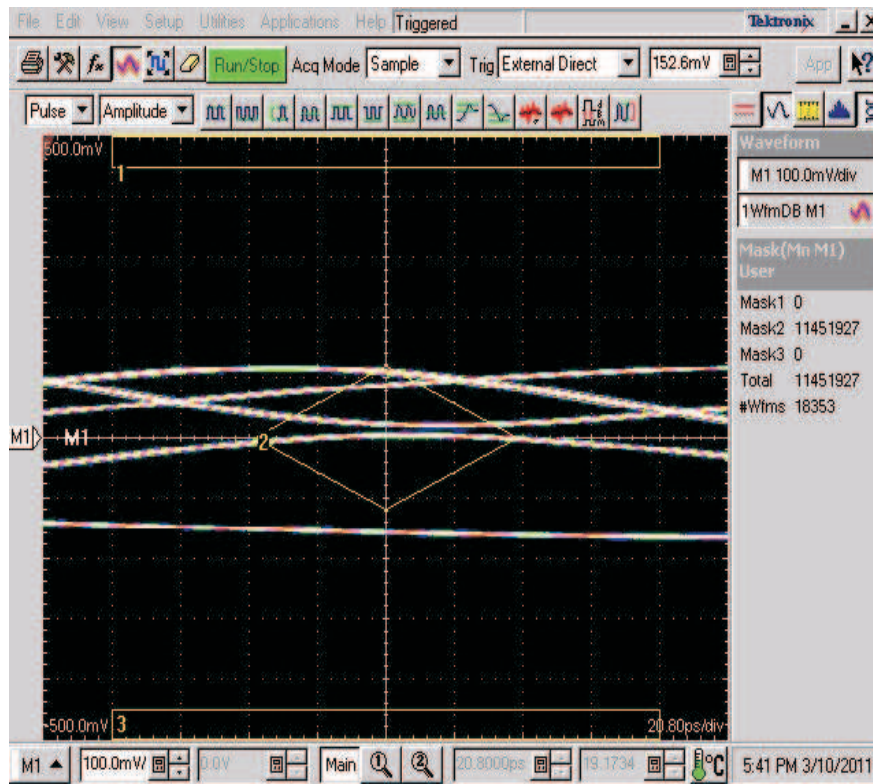 File Edit View Setup Utilities Applications Help Triggered Tektronix
Run/Stop Acq Mode Sample Trig External Direct 152.6mV App
Pulse Amplitude
500.0mV
1
Waveform
M1 100.0mV/div
1WfmDB M1
Mask(Mn M1)
User
Mask1 0
Mask2 11451927
Mask3 0
Total 11451927
#Wfms 18353
M1 M1
2
-500.0mV 3 20.80ps/div
M1 100.0mV/ 0.0V Main 1 2 20.8000ps 19.1734 °C 5:41 PM 3/10/2011